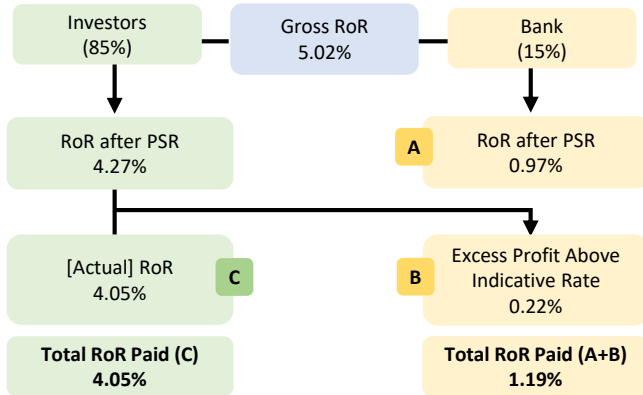 Investors
(85%)
Gross RoR
5.02%
Bank
(15%)
RoR after PSR
4.27%
A
RoR after PSR
0.97%
[Actual] RoR
4.05%
C
B
Excess Profit Above
Indicative Rate
0.22%
Total RoR Paid (C)
4.05%
Total RoR Paid (A+B)
1.19%